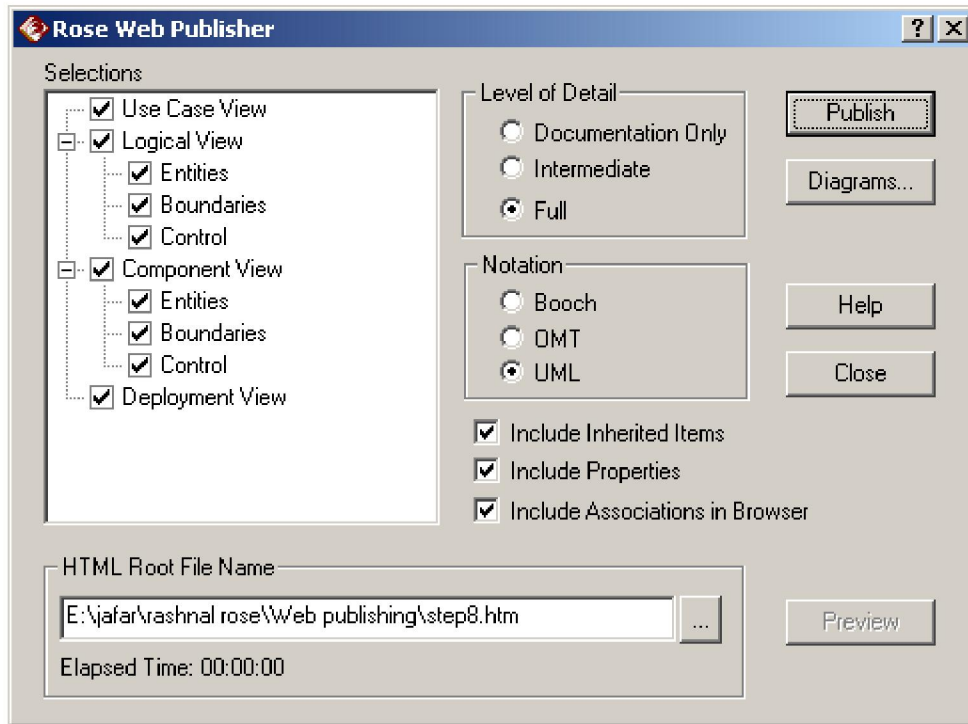 Rose Web Publisher
Selections
Use Case View
Logical View
Entities
Boundaries
Control
Component View
Entities
Boundaries
Control
Deployment View
Level of Detail
Documentation Only
Intermediate
Full
Notation
Booch
OMT
UML
Include Inherited Items
Include Properties
Include Associations in Browser
Publish
Diagrams...
Help
Close
HTML Root File Name
E:\jafar\rashnal rose\Web publishing\step8.htm
...
Elapsed Time: 00:00:00
Preview